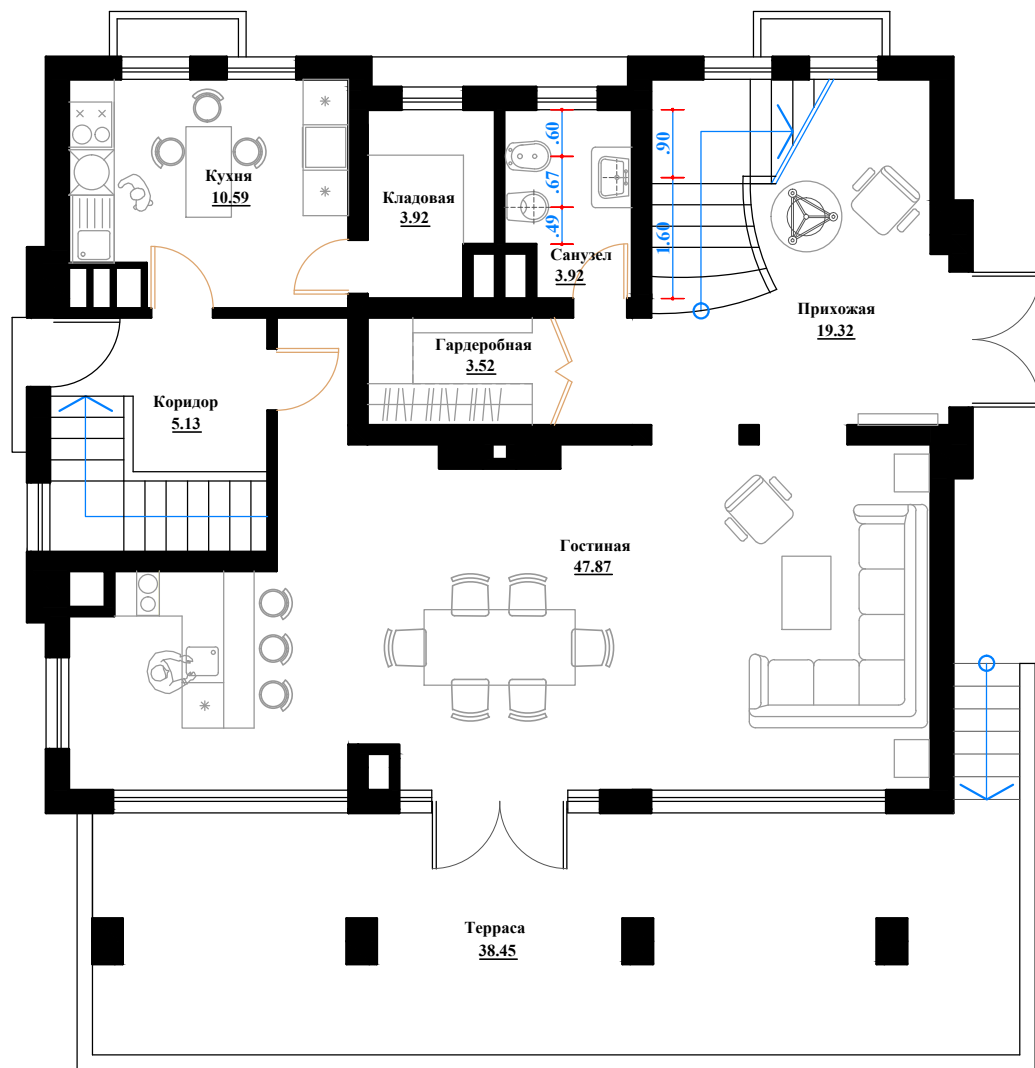 Кухня
10.59
Кладовая
3.92
.60
.67
.49
Санузел
3.92
.90
1.60
Прихожая
19.32
Гардеробная
3.52
Коридор
5.13
Гостиная
47.87
Терраса
38.45